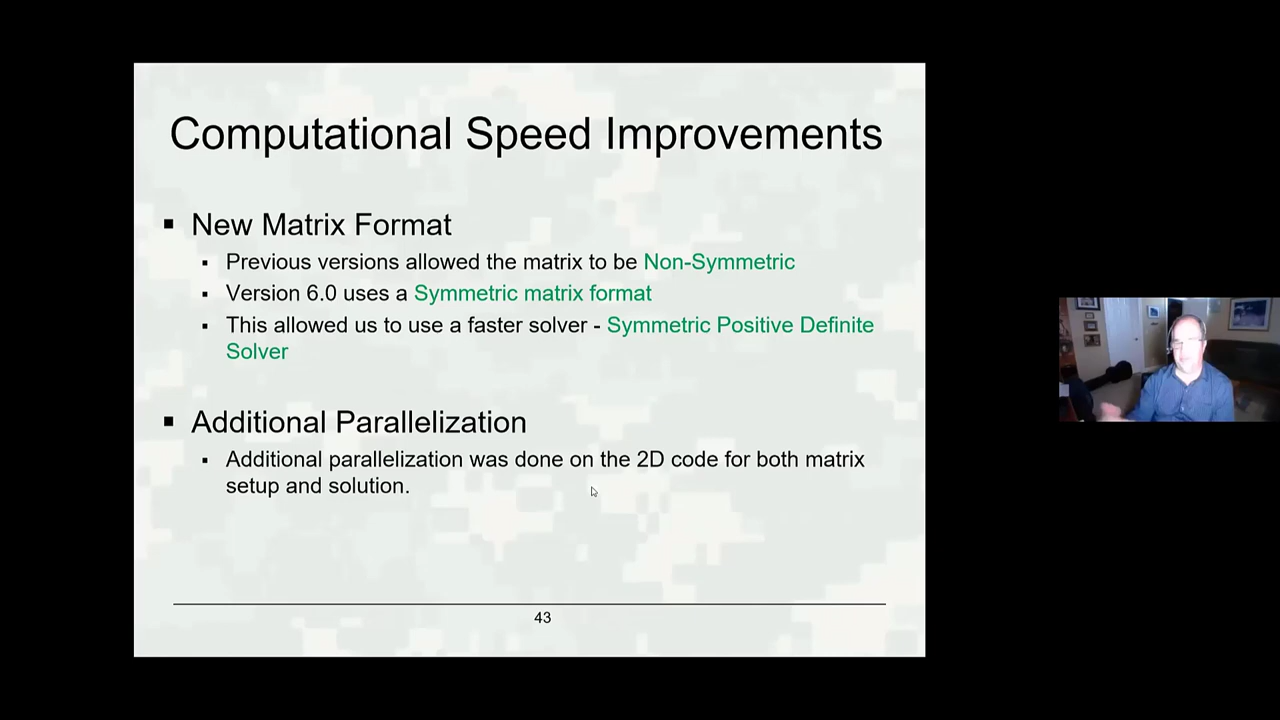 Computational Speed Improvements
▪ New Matrix Format
▪ Previous versions allowed the matrix to be Non-Symmetric
▪ Version 6.0 uses a Symmetric matrix format
▪ This allowed us to use a faster solver - Symmetric Positive Definite
Solver
▪ Additional Parallelization
▪ Additional parallelization was done on the 2D code for both matrix
setup and solution.
43